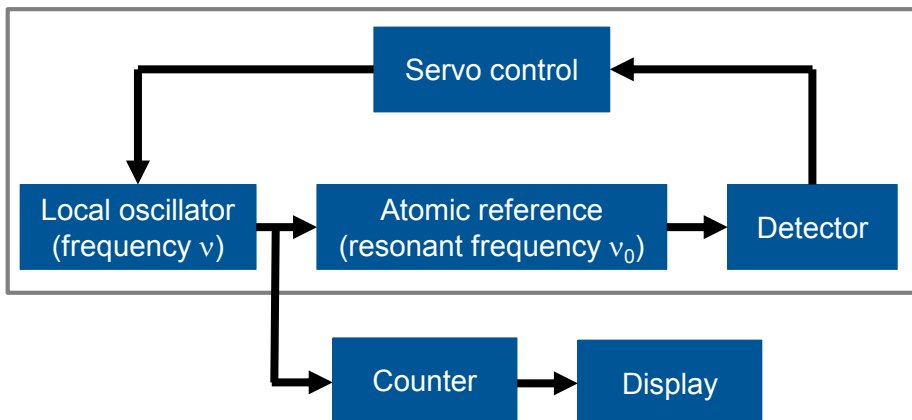 Servo control
Local oscillator
(frequency ν)
Atomic reference
(resonant frequency ν₀)
Detector
Counter
Display